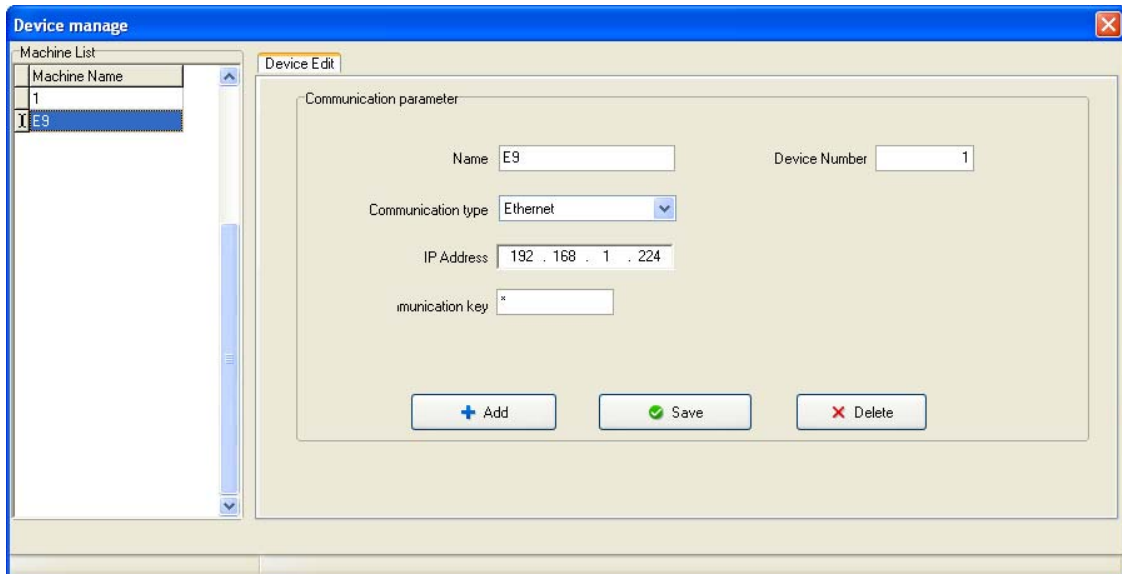 Device manage
Machine List
Machine Name
1
E9
Device Edit
Communication parameter
Name E9 Device Number 1
Communication type Ethernet
IP Address 192 . 168 . 1 . 224
munication key *
Add Save Delete